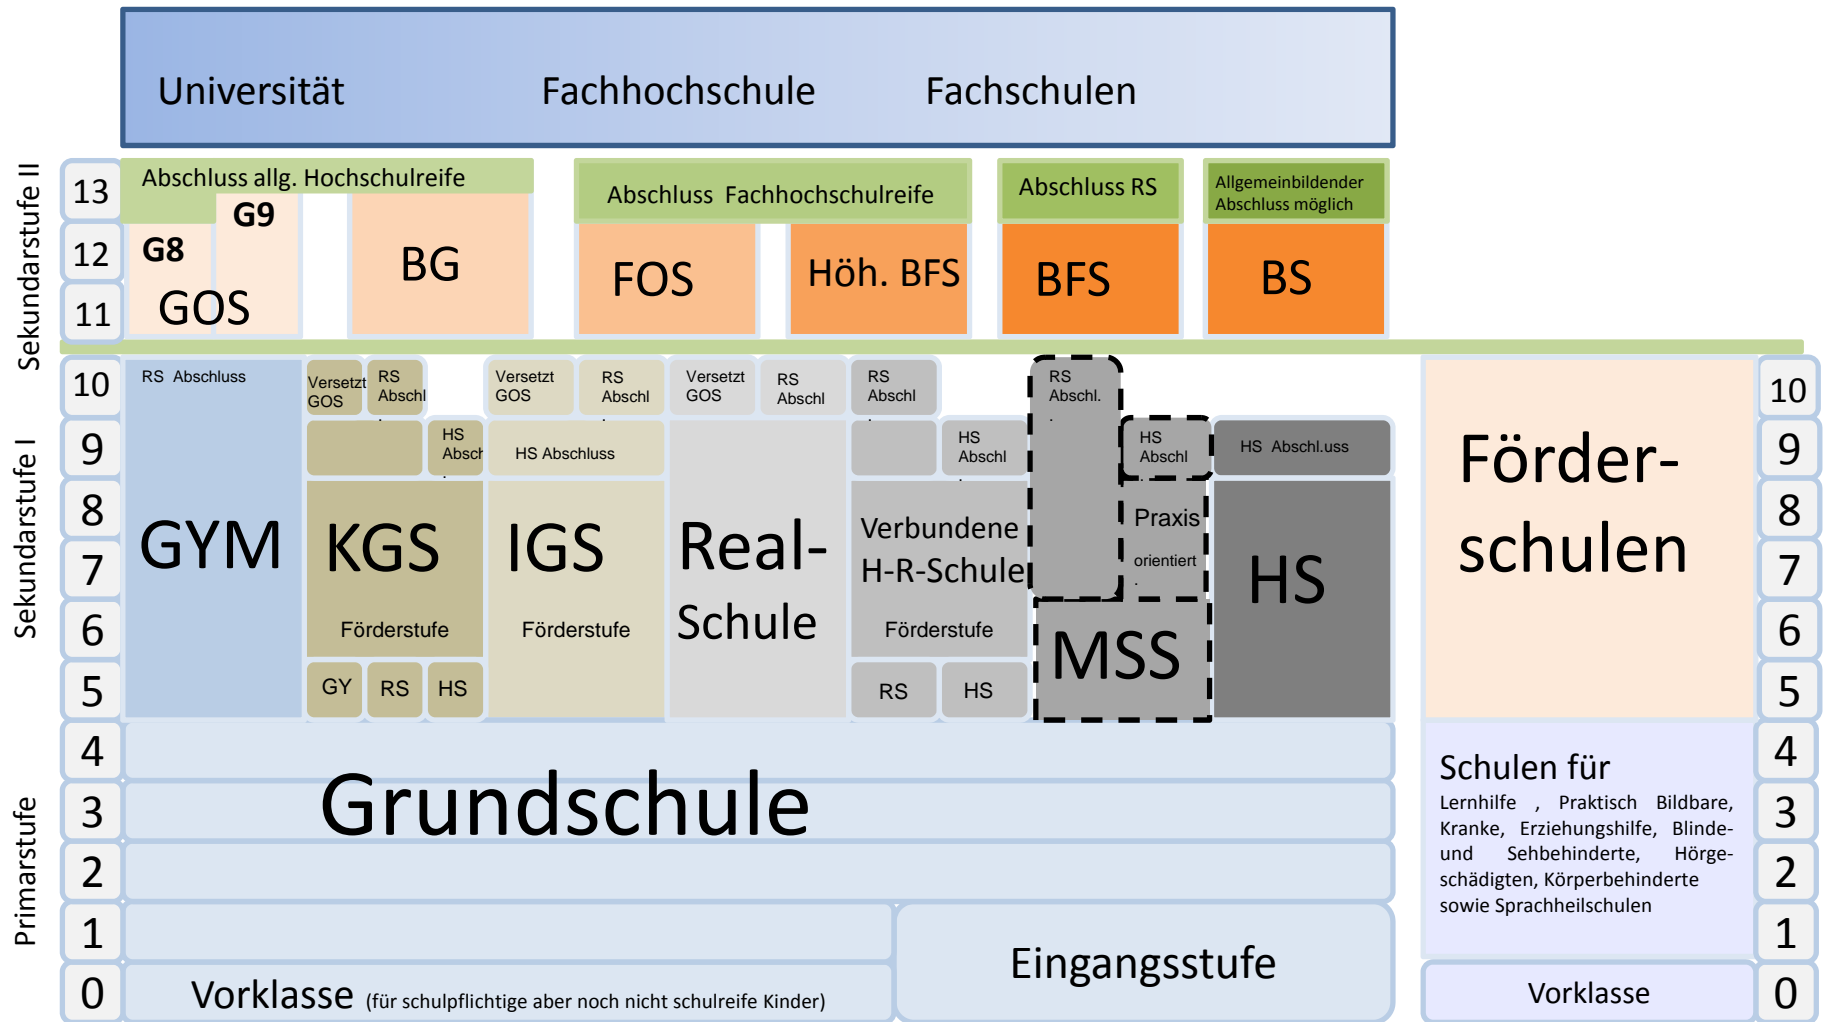 Universität Fachhochschule Fachschulen
Sekundarstufe II
13
12
11
Abschluss allg. Hochschulreife
G9
G8
GOS
BG
Abschluss Fachhochschulreife
FOS
Höh. BFS
Abschluss RS
BFS
Allgemeinbildender
Abschluss möglich
BS
Sekundarstufe I
10
9
8
7
6
5
RS Abschluss
GYM
Versetzt
GOS
RS
Abschl
.
HS
Absch
.
KGS
Förderstufe
GY
RS
HS
Versetzt
GOS
RS
Abschl
.
HS Abschluss
IGS
Förderstufe
Versetzt
GOS
RS
Abschl
Real-
Schule
RS
Abschl
.
HS
Abschl
.
Verbundene
H-R-Schule
Förderstufe
RS
HS
RS
Abschl.
.
HS
Abschl
.
Praxis
orientiert
.
MSS
HS Abschl.uss
HS
Förder-
schulen
10
9
8
7
6
5
Primarstufe
4
3
2
1
0
Grundschule
Eingangsstufe
Vorklasse (für schulpflichtige aber noch nicht schulreife Kinder)
Schulen für
Lernhilfe , Praktisch Bildbare,
Kranke, Erziehungshilfe, Blinde-
und Sehbehinderte, Hörge-
schädigten, Körperbehinderte
sowie Sprachheilschulen
Vorklasse
4
3
2
1
0